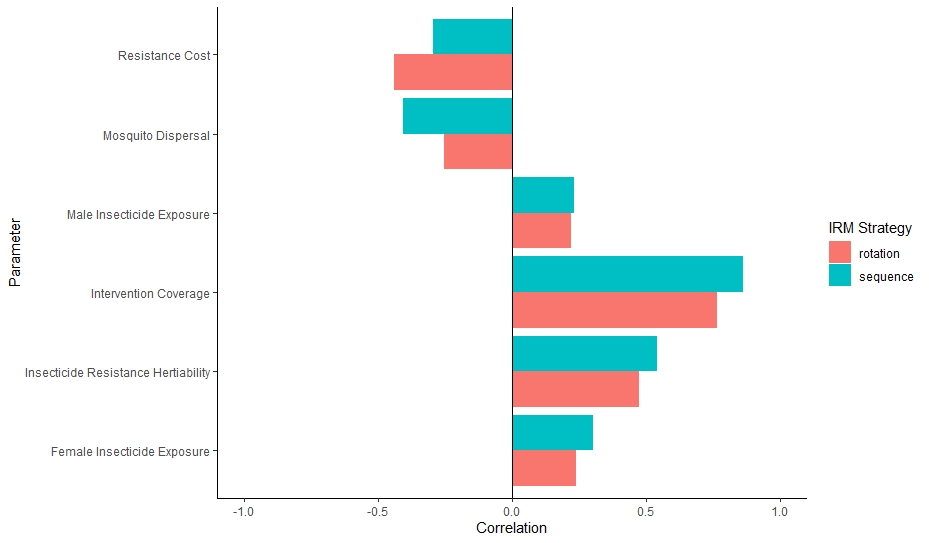 Resistance Cost
Mosquito Dispersal
Male Insecticide Exposure
Intervention Coverage
Insecticide Resistance Hertiability
Female Insecticide Exposure
Parameter
-1.0
-0.5
0.0
0.5
1.0
Correlation
IRM Strategy
rotation
sequence